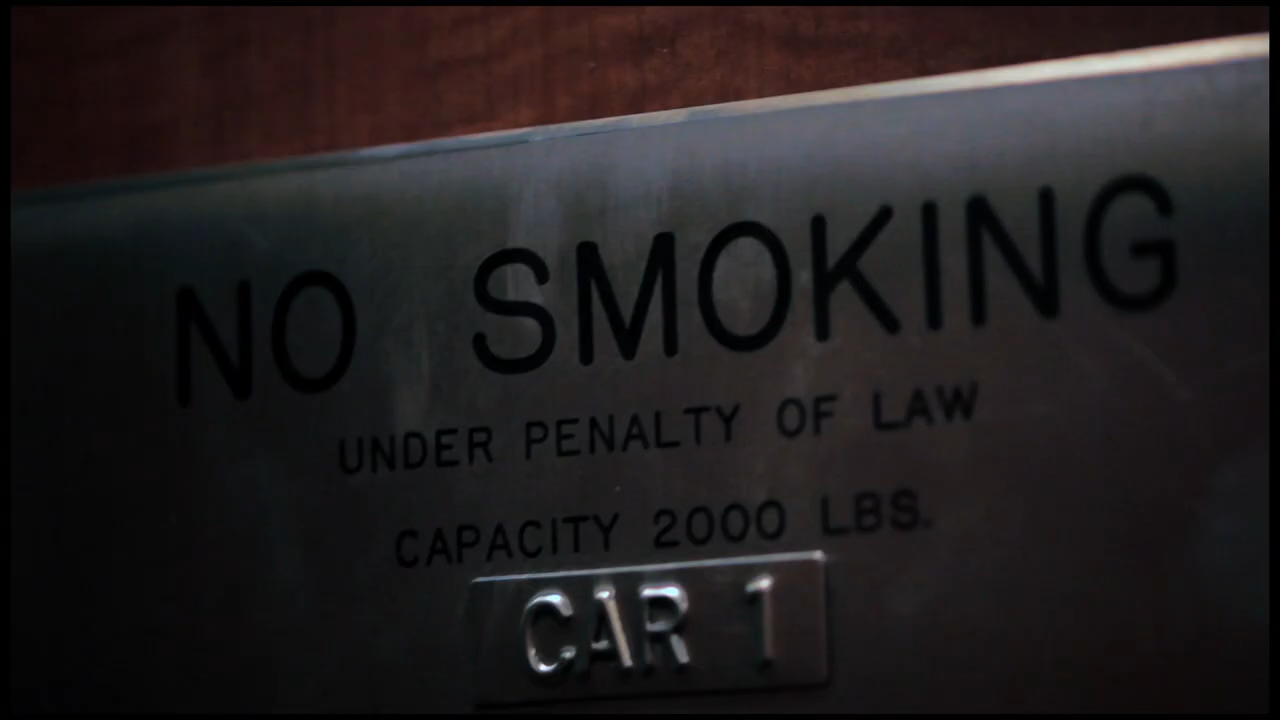 NO SMOKING
UNDER PENALTY OF LAW
CAPACITY 2000 LBS.
CAR 1